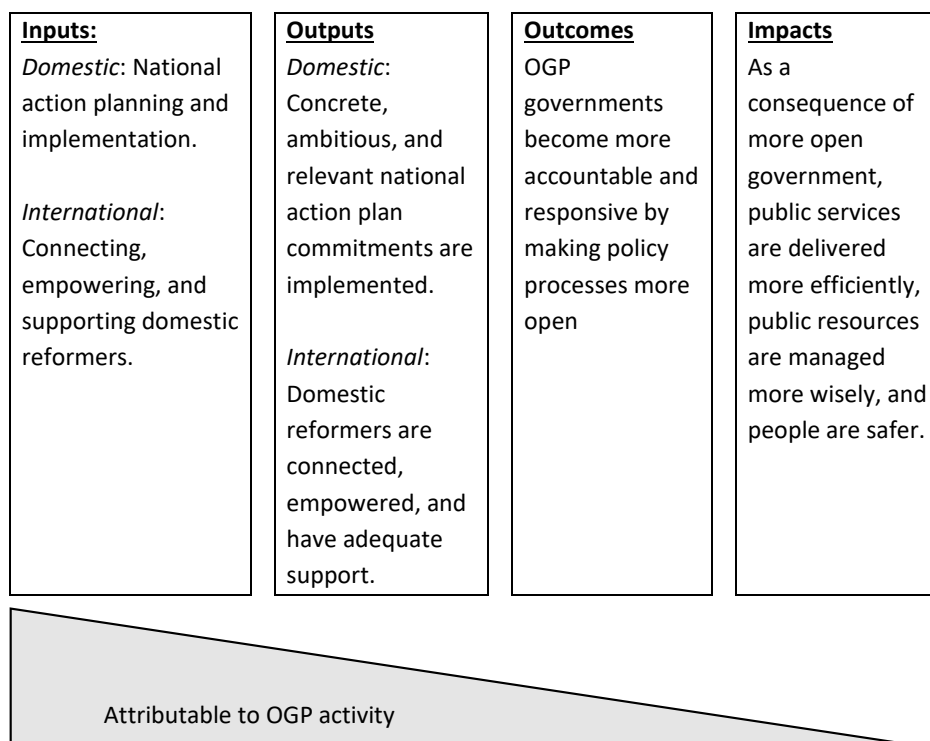 Inputs:
Domestic: National
action planning and
implementation.
International:
Connecting,
empowering, and
supporting domestic
reformers.
Outputs
Domestic:
Concrete,
ambitious, and
relevant national
action plan
commitments are
implemented.
International:
Domestic
reformers are
connected,
empowered, and
have adequate
support.
Outcomes
OGP
governments
become more
accountable and
responsive by
making policy
processes more
open
Impacts
As a
consequence of
more open
government,
public services
are delivered
more efficiently,
public resources
are managed
more wisely, and
people are safer.
Attributable to OGP activity